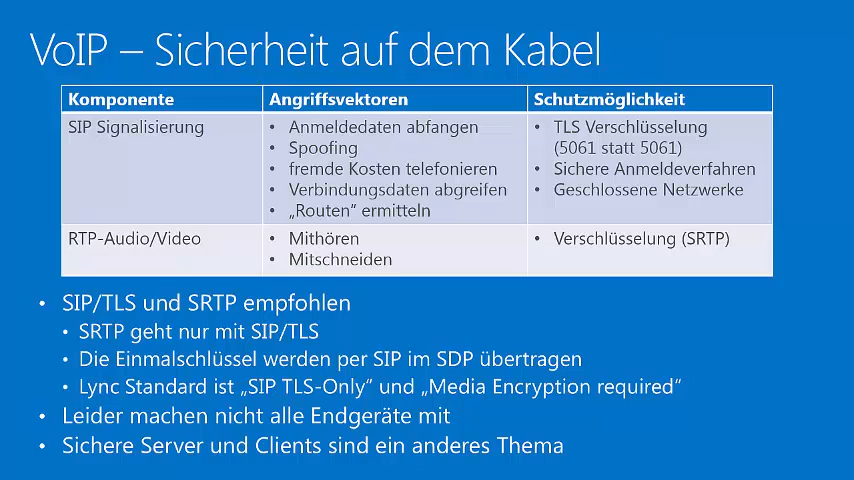 VoIP – Sicherheit auf dem Kabel
Komponente Angriffsvektoren Schutzmöglichkeit
SIP Signalisierung
• Anmeldedaten abfangen
• Spoofing
• fremde Kosten telefonieren
• Verbindungsdaten abgreifen
• „Routen“ ermitteln
• TLS Verschlüsselung
(5061 statt 5061)
• Sichere Anmeldeverfahren
• Geschlossene Netzwerke
RTP-Audio/Video
• Mithören
• Mitschneiden
• Verschlüsselung (SRTP)
• SIP/TLS und SRTP empfohlen
• SRTP geht nur mit SIP/TLS
• Die Einmalschlüssel werden per SIP im SDP übertragen
• Lync Standard ist „SIP TLS-Only“ und „Media Encryption required“
• Leider machen nicht alle Endgeräte mit
• Sichere Server und Clients sind ein anderes Thema